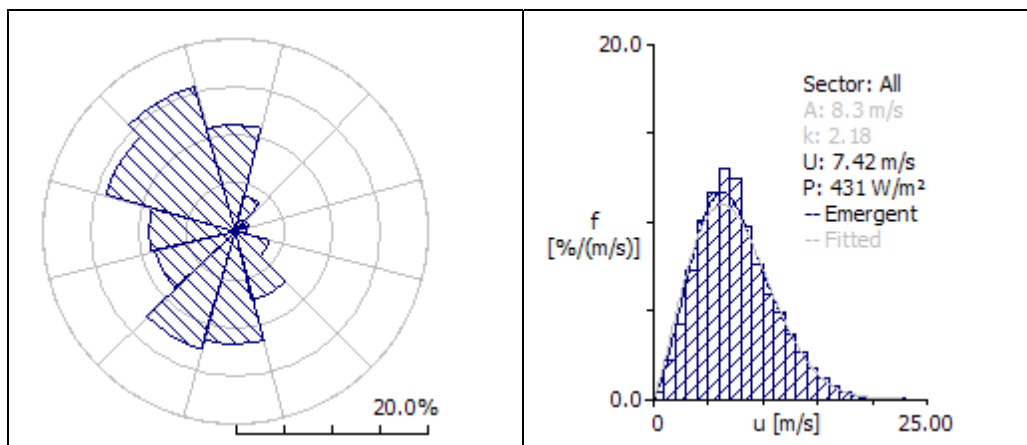 20.0%
20.0
Sector: All
A: 8.3 m/s
k: 2.18
U: 7.42 m/s
P: 431 W/m²
-- Emergent
-- Fitted
f
[%/(m/s)]
0.0
0
u [m/s]
25.00